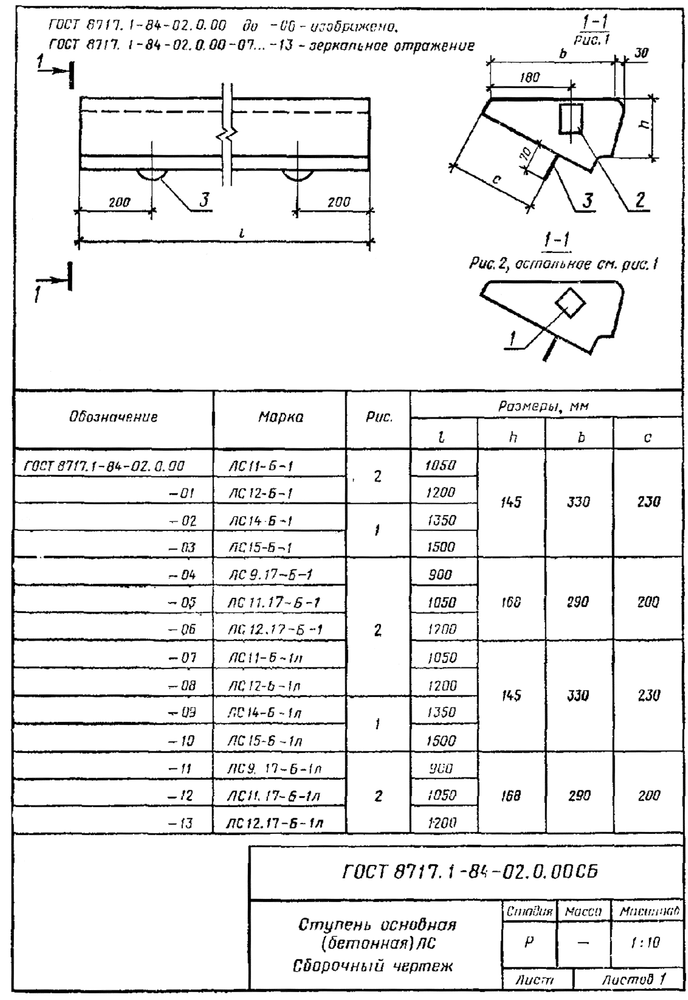 ГОСТ 8717.1-84-02.0.00 до -06 - изображено,
ГОСТ 8717.1-84-02.0.00-07... -13 - зеркальное отражение
1
1
200
3
200
l
1-1
Рис. 1
b
30
180
h
70
c
3
2
1-1
Рис. 2, остальное см. рис. 1
1
Обозначение Марка Рис. Размеры, мм
l h b c
ГОСТ 8717.1-84-02.0.00 ЛС11-Б-1 2 1050 145 330 230
-01 ЛС12-Б-1 1200
-02 ЛС14-Б-1 1 1350
-03 ЛС15-Б-1 1500
-04 ЛС9.17-Б-1 2 900 168 290 200
-05 ЛС11.17-Б-1 1050
-06 ЛС12.17-Б-1 1200
-07 ЛС11-Б-1л 1050 145 330 230
-08 ЛС12-Б-1л 1200
-09 ЛС14-Б-1л 1 1350
-10 ЛС15-Б-1л 1500
-11 ЛС9.17-Б-1л 2 900 168 290 200
-12 ЛС11.17-Б-1л 1050
-13 ЛС12.17-Б-1л 1200
ГОСТ 8717.1-84-02.0.00СБ
Ступень основная
(бетонная) ЛС
Сборочный чертеж
Стадия Масса Масштаб
Р — 1:10
Лист Листов 1